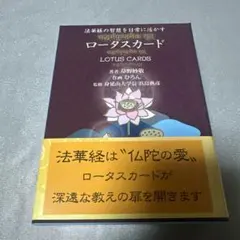 法華経の智慧を日常に活かす
ロータスカード
LOTUS CARDS
法華経は〝仏陀の愛〟
ロータスカードが
深遠な教えの扉を開きます